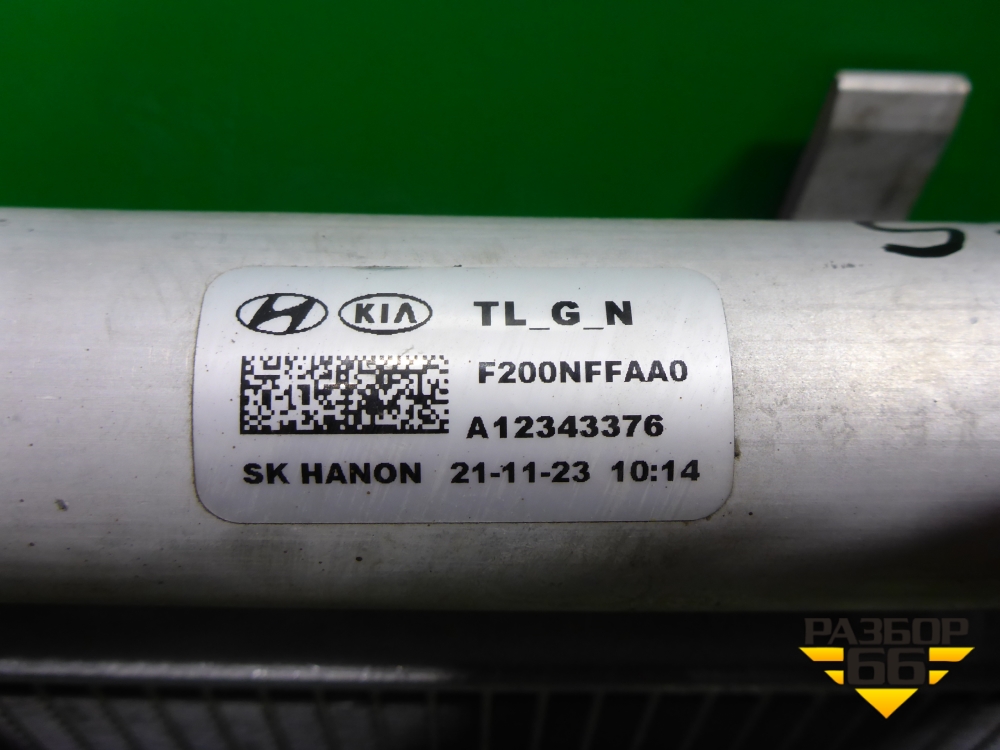 KIA TL_G_N
F200NFFAA0
A12343376
SK HANON 21-11-23 10:14
РАЗБОР
66